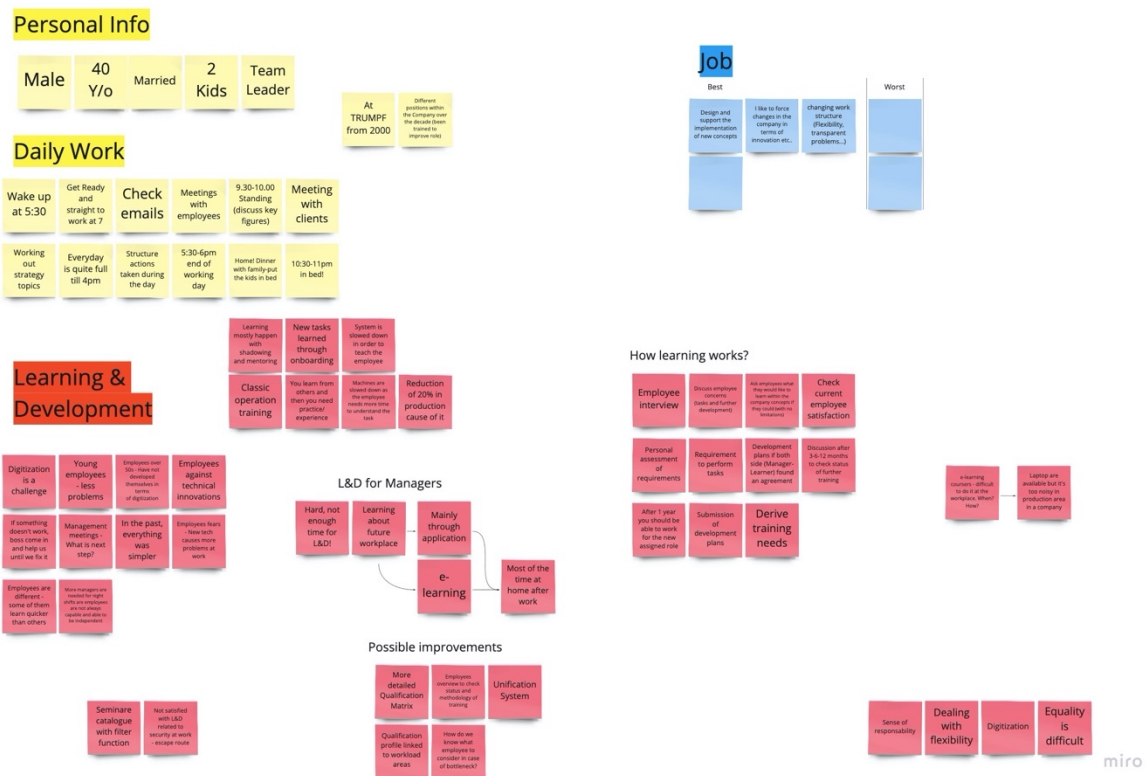 Personal Info
Male
40
Y/o
Married
2
Kids
Team
Leader
At
TRUMPF
from 2000
Different
positions within
the Company over
the decade (been
trained to
improve role)
Daily Work
Wake up
at 5:30
Get Ready
and
straight to
work at 7
Check
emails
Meetings
with
employees
9.30-10.00
Standing
(discuss key
figures)
Meeting
with
clients
Working
out
strategy
topics
Everyday
is quite full
till 4pm
Structure
actions
taken during
the day
5:30-6pm
end of
working
day
Home! Dinner
with family-put
the kids in bed
10:30-11pm
in bed!
Job
Best
Worst
Design and
support the
implementation
of new concepts
I like to force
changes in the
company in
terms of
innovation etc..
changing work
structure
(Flexibility,
transparent
problems...)
Learning &
Development
Learning
mostly happen
with
shadowing
and mentoring
New tasks
learned
through
onboarding
System is
slowed down
in order to
teach the
employee
Classic
operation
training
You learn from
others and
then you need
practice/
experience
Machines are
slowed down as
the employee
needs more time
to understand the
task
Reduction
of 20% in
production
cause of it
Digitization
is a
challenge
Young
employees
- less
problems
Employees over
50s - Have not
developed
themselves in
terms
of digitization
Employees
against
technical
innovations
If something
doesn't work,
boss come in
and help us
until we fix it
Management
meetings -
What is next
step?
In the past,
everything
was
simpler
Employees fears -
New tech
causes more
problems at
work
Employees are
different -
some of them
learn quicker
than others
More managers are
needed for night
shifts are employees
are not always
capable and able to
be independent
L&D for Managers
Hard, not
enough
time for
L&D!
Learning
about
future
workplace
Mainly
through
application
e-
learning
Most of the
time at
home after
work
Possible improvements
More
detailed
Qualification
Matrix
Employees
overview to check
status and
methodology of
training
Unification
System
Qualification
profile linked
to workload
areas
How do we
know what
employee to
consider in case
of bottleneck?
Seminare
catalogue
with filter
function
Not satisfied
with L&D
related to
security at work
- escape route
How learning works?
Employee
interview
Discuss employee
concerns
(tasks and further
development)
Ask employees what
they would like to
learn within the
company concepts if
they could (with no
limitations)
Check
current
employee
satisfaction
Personal
assessment
of
requirements
Requirement
to perform
tasks
Development
plans if both
side (Manager-
Learner) found
an agreement
Discussion after
3-6-12 months
to check status
of further
training
After 1 year
you should be
able to work
for the new
assigned role
Submission
of
development
plans
Derive
training
needs
e-learning
courses - difficult
to do it at the
workplace. When?
How?
Laptop are
available but it's
too noisy in
production area
in a company
Sense of
responsability
Dealing
with
flexibility
Digitization
Equality
is
difficult
miro